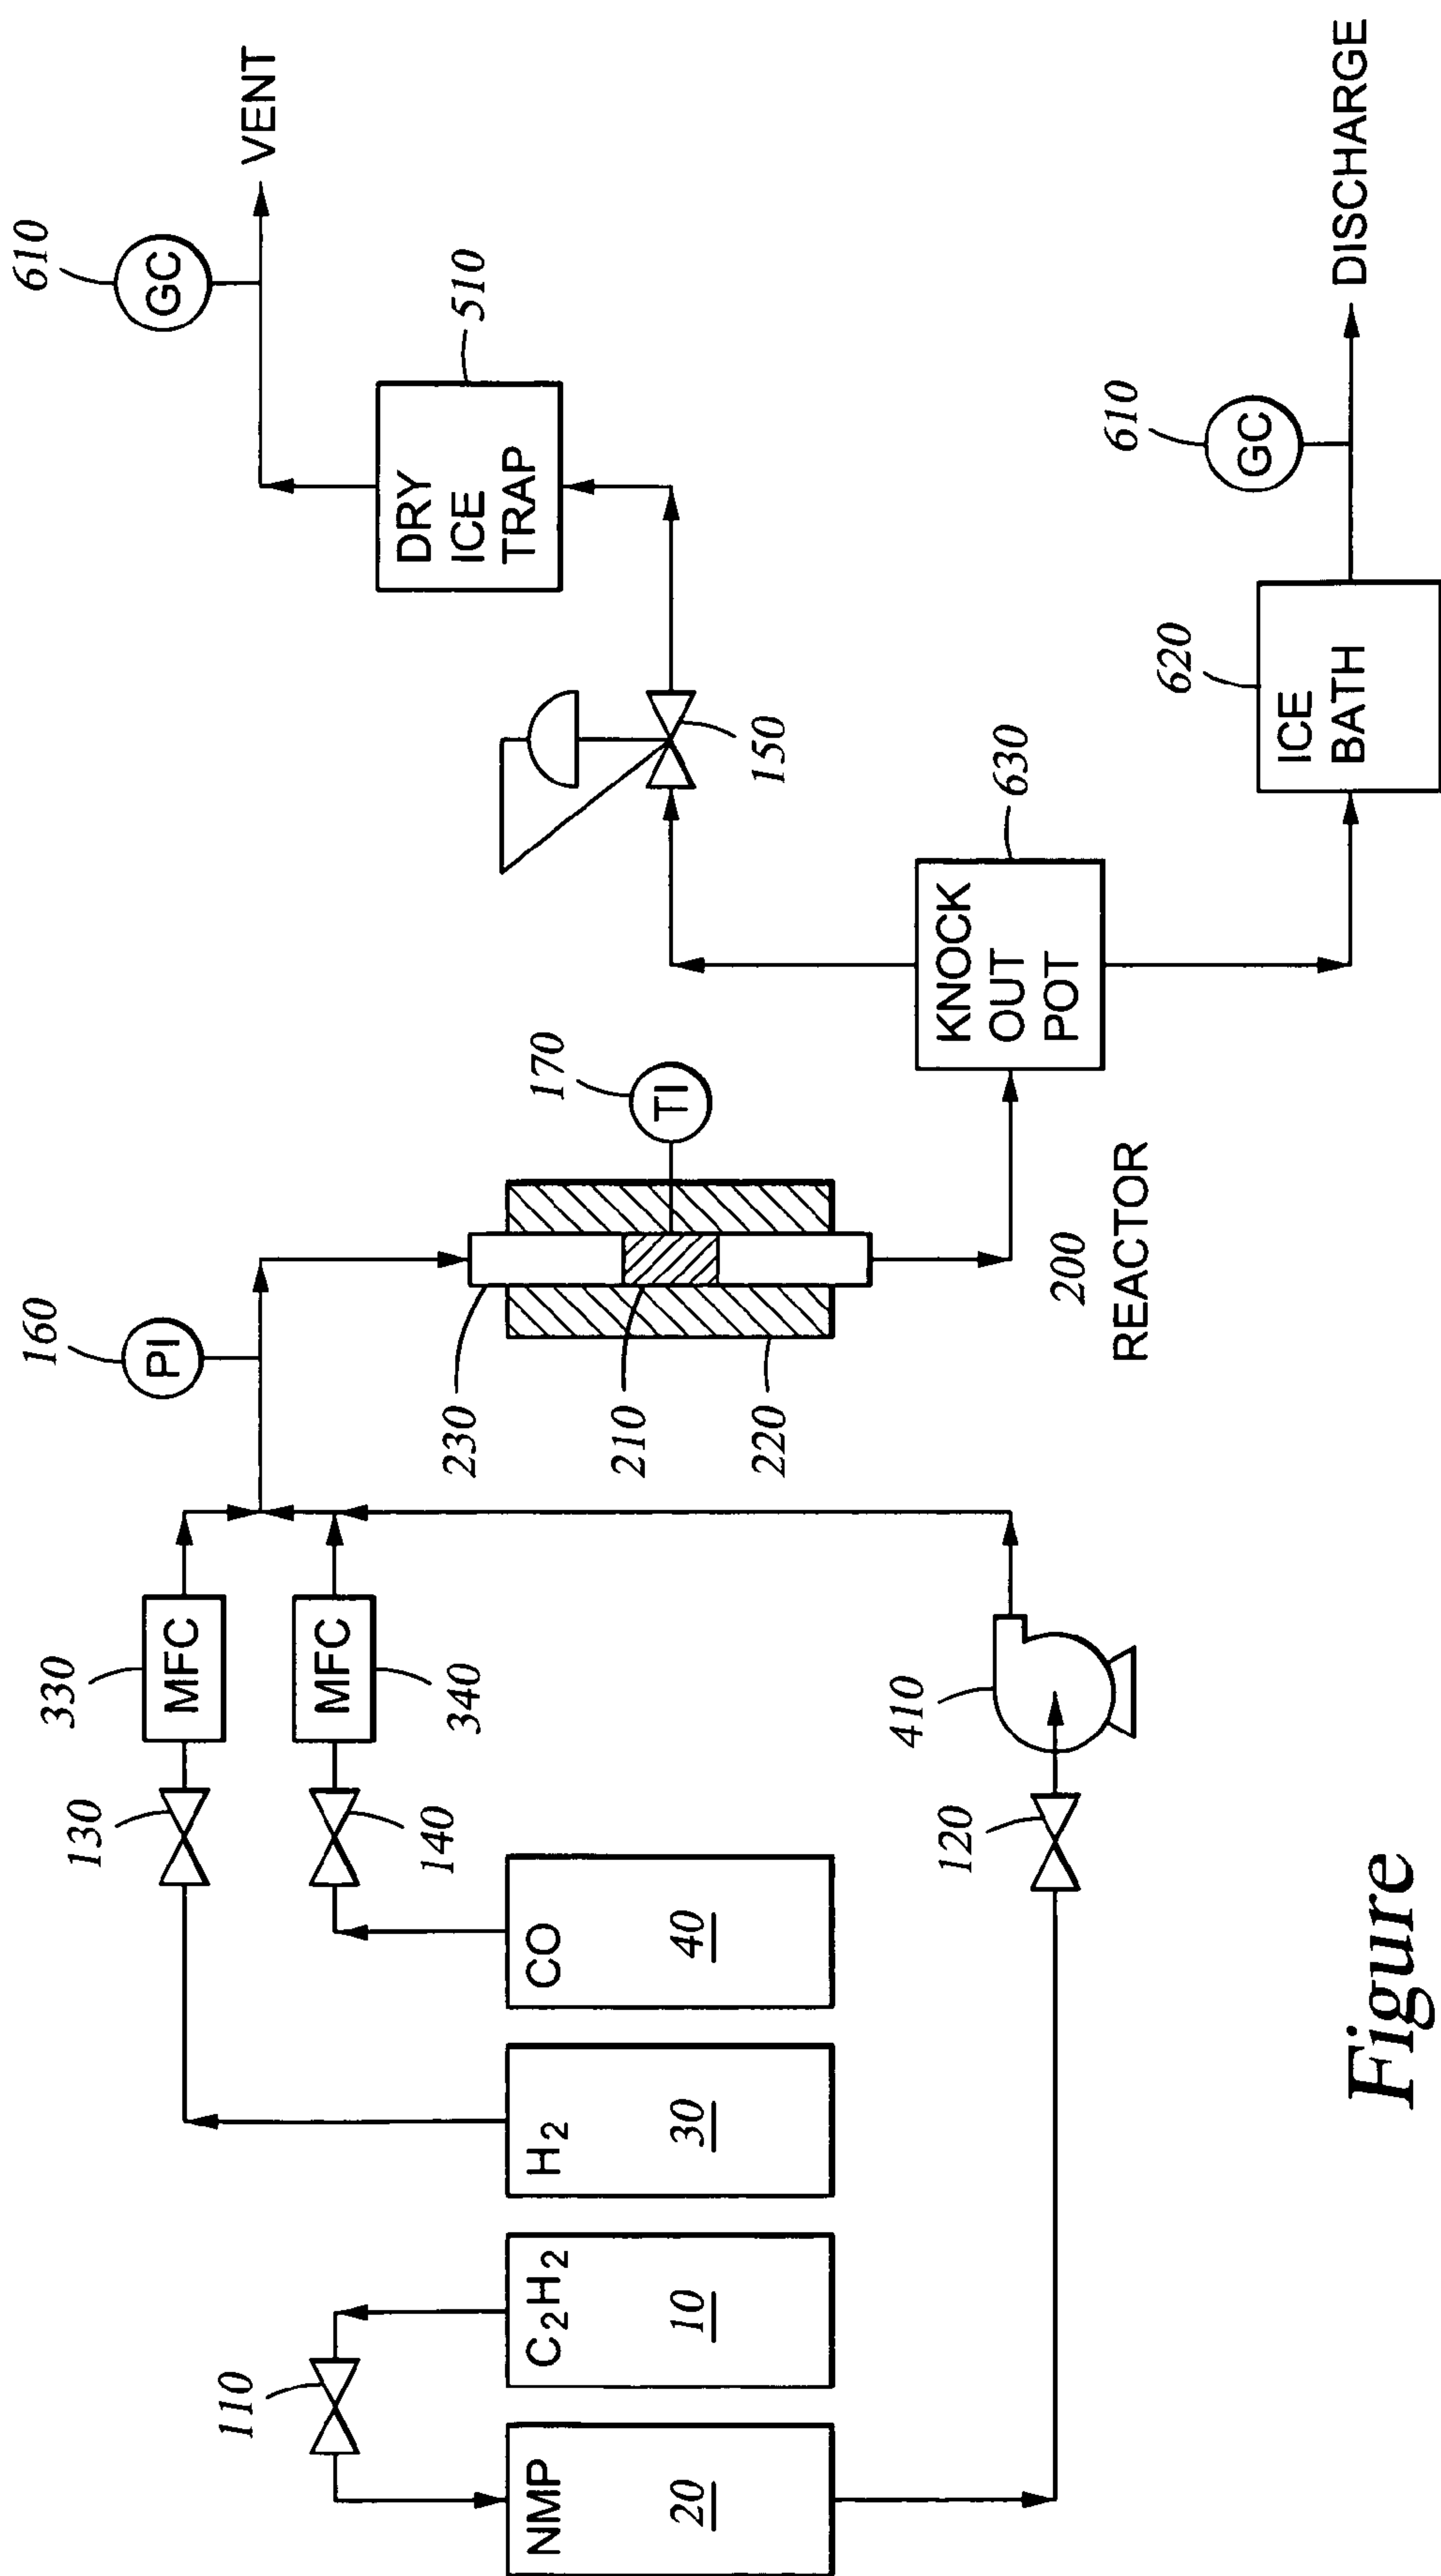 610
GC
VENT
510
DRY
ICE
TRAP
160
PI
330
MFC
130
340
MFC
140
110
150
170
TI
230
210
220
NMP
20
C2H2
10
H2
30
CO
40
120
410
200
REACTOR
630
KNOCK
OUT
POT
620
ICE
BATH
610
GC
DISCHARGE
Figure